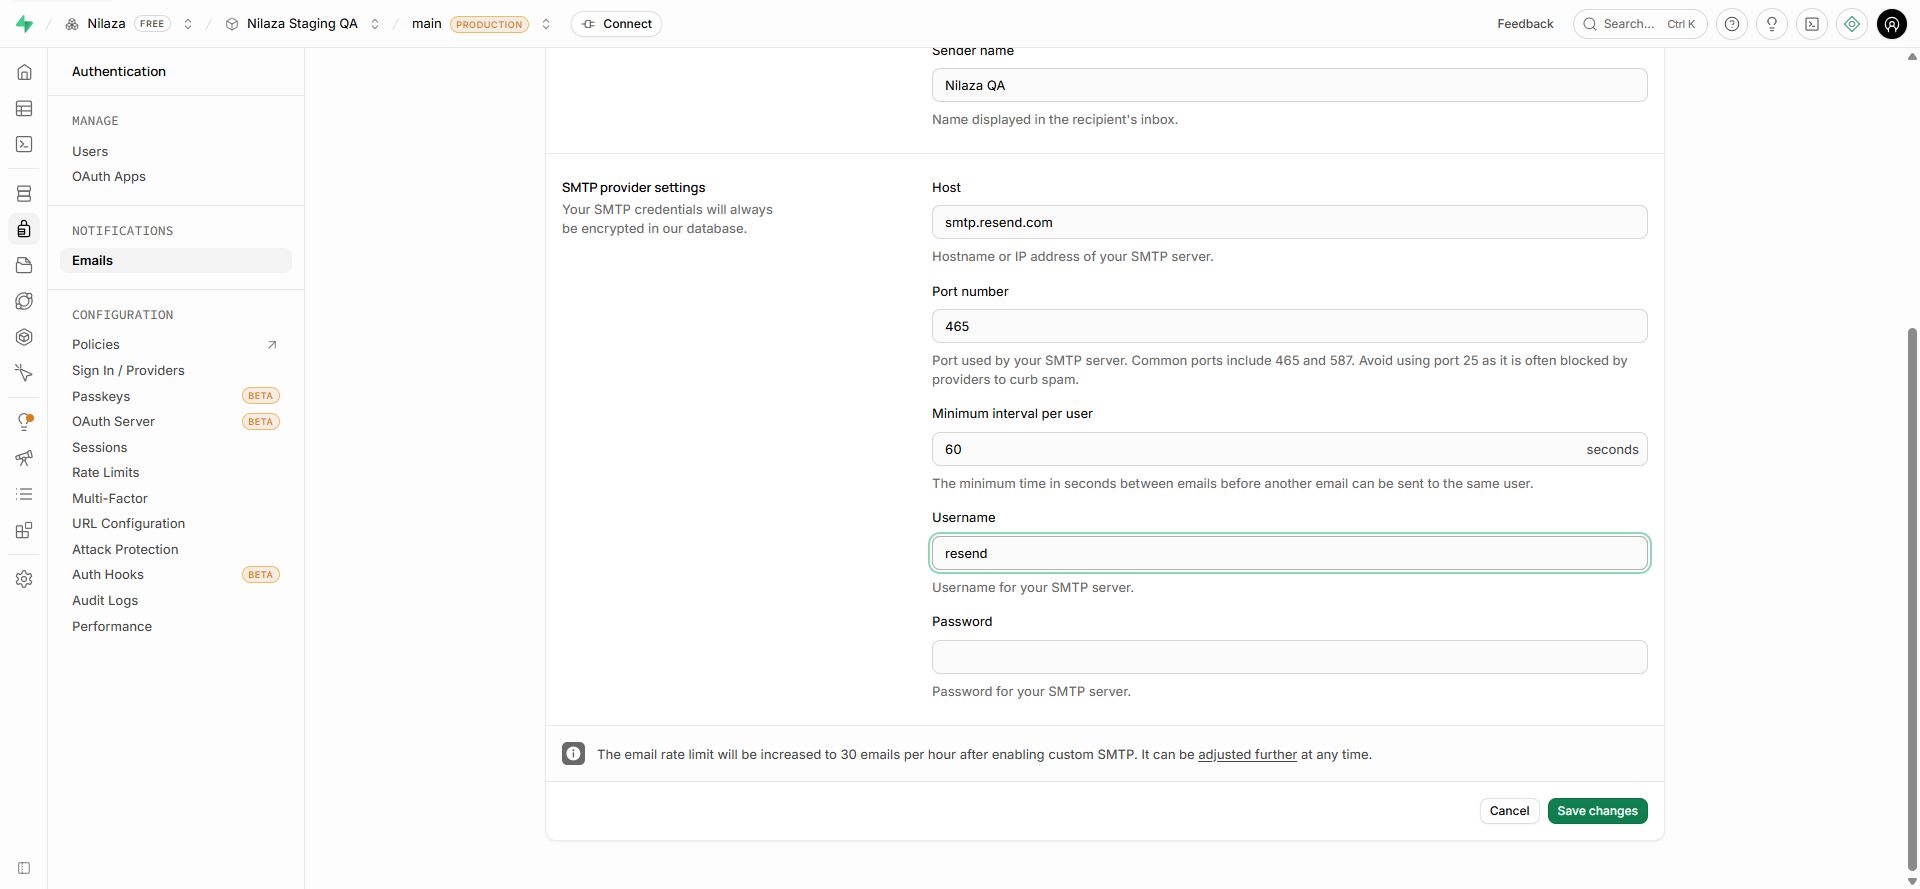 Nilaza FREE Nilaza Staging QA main PRODUCTION Connect Feedback Search... Ctrl K
Authentication
MANAGE
Users
OAuth Apps
NOTIFICATIONS
Emails
CONFIGURATION
Policies
Sign In / Providers
Passkeys BETA
OAuth Server BETA
Sessions
Rate Limits
Multi-Factor
URL Configuration
Attack Protection
Auth Hooks BETA
Audit Logs
Performance
Sender name
Nilaza QA
Name displayed in the recipient's inbox.
SMTP provider settings
Your SMTP credentials will always
be encrypted in our database.
Host
smtp.resend.com
Hostname or IP address of your SMTP server.
Port number
465
Port used by your SMTP server. Common ports include 465 and 587. Avoid using port 25 as it is often blocked by
providers to curb spam.
Minimum interval per user
60 seconds
The minimum time in seconds between emails before another email can be sent to the same user.
Username
resend
Username for your SMTP server.
Password
Password for your SMTP server.
The email rate limit will be increased to 30 emails per hour after enabling custom SMTP. It can be adjusted further at any time.
Cancel Save changes